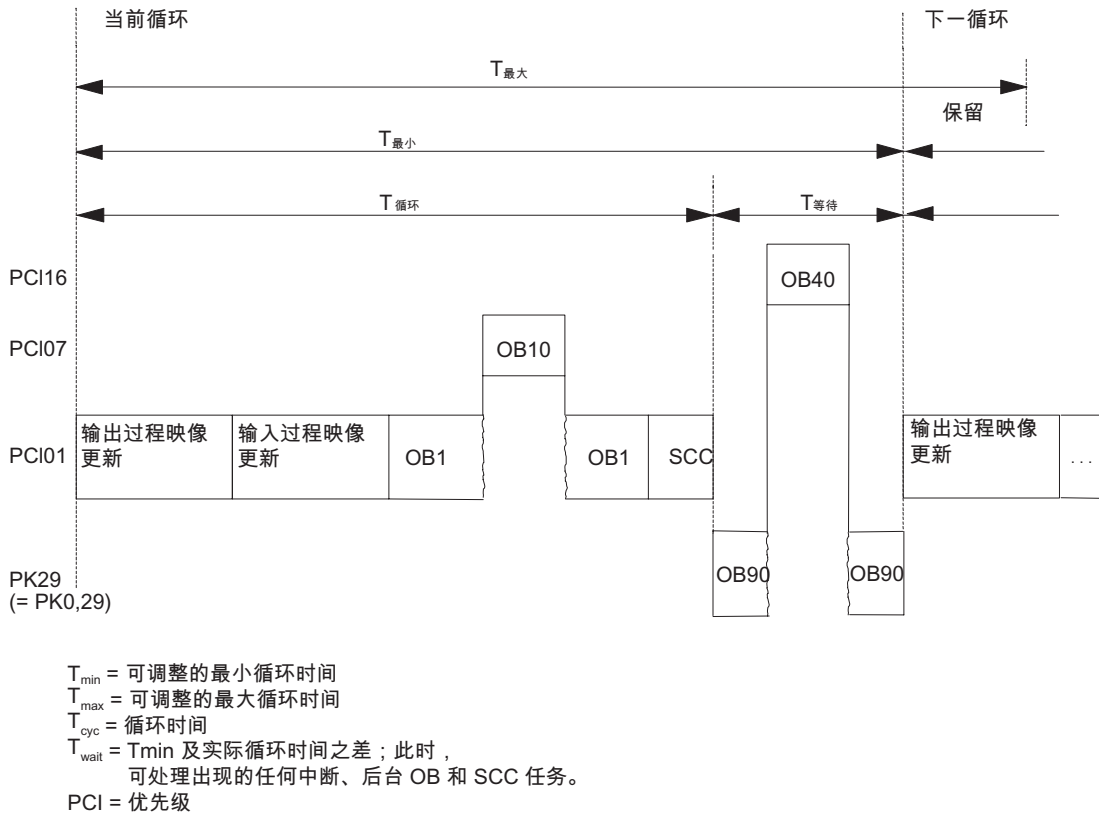 当前循环
下一循环
T最大
保留
T最小
T循环
T等待
PCl16
OB40
PCl07
OB10
PCl01
输出过程映像
更新
输入过程映像
更新
OB1
OB1
SCC
输出过程映像
更新
...
PK29
(= PK0,29)
OB90
OB90
Tmin = 可调整的最小循环时间
Tmax = 可调整的最大循环时间
Tcyc = 循环时间
Twait = Tmin 及实际循环时间之差；此时，
可处理出现的任何中断、后台 OB 和 SCC 任务。
PCI = 优先级